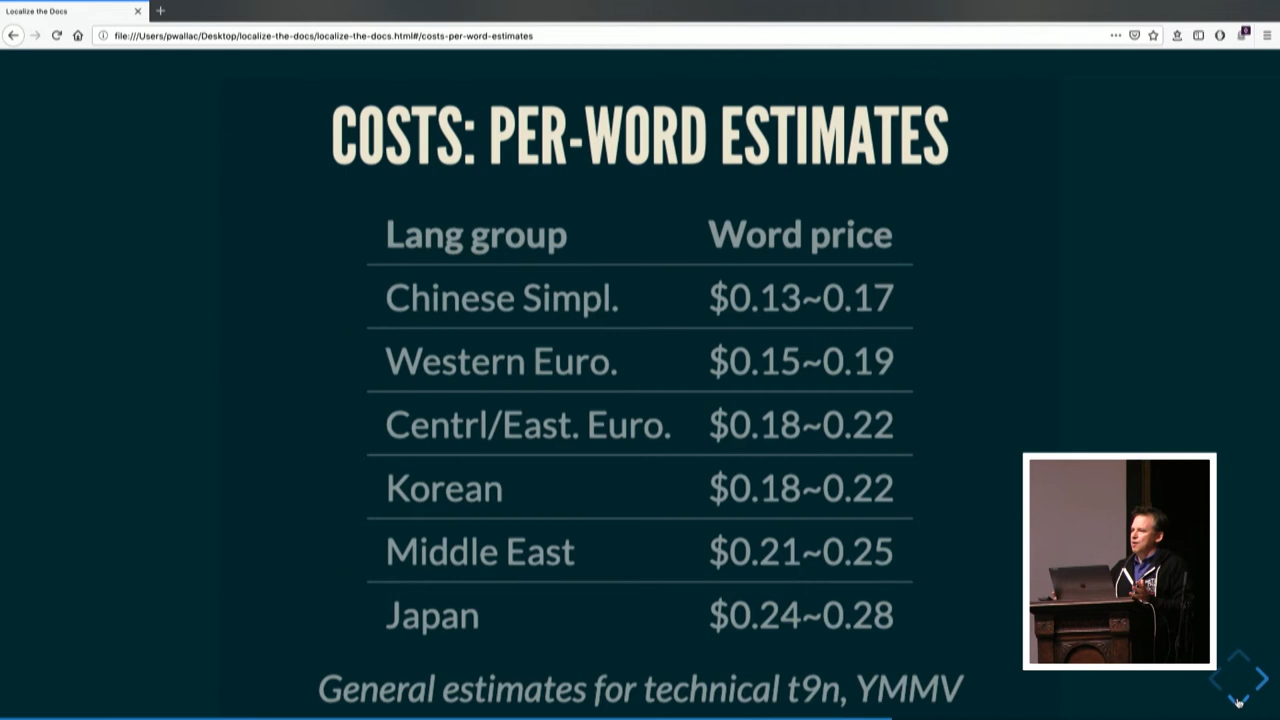 Localize the Docs
file:///Users/pwallac/Desktop/localize-the-docs/localize-the-docs.html#/costs-per-word-estimates
COSTS: PER-WORD ESTIMATES
Lang group Word price
Chinese Simpl. $0.13~0.17
Western Euro. $0.15~0.19
Centrl/East. Euro. $0.18~0.22
Korean $0.18~0.22
Middle East $0.21~0.25
Japan $0.24~0.28
General estimates for technical t9n, YMMV